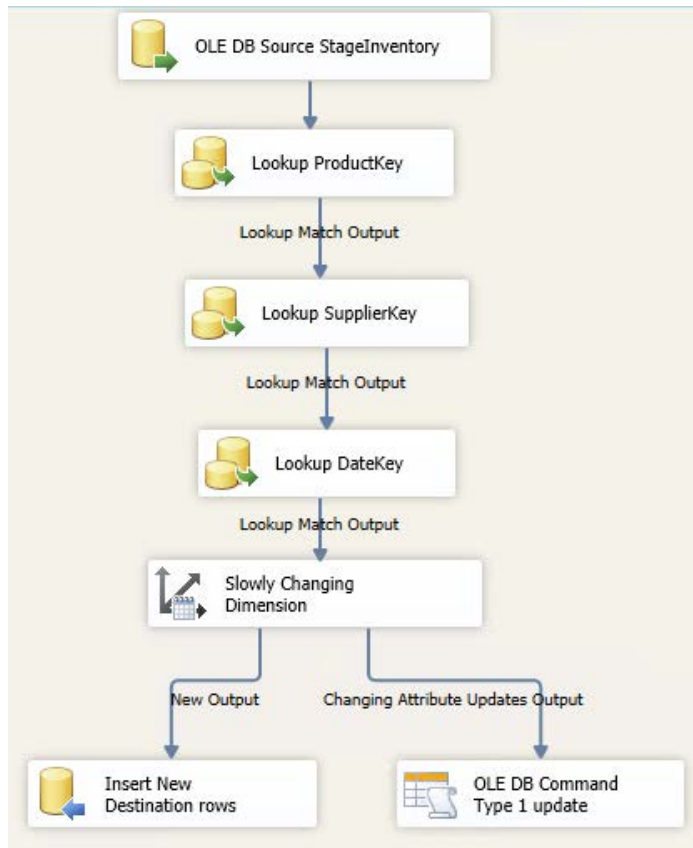 OLE DB Source StageInventory
Lookup ProductKey
Lookup Match Output
Lookup SupplierKey
Lookup Match Output
Lookup DateKey
Lookup Match Output
Slowly Changing
Dimension
New Output
Changing Attribute Updates Output
Insert New
Destination rows
OLE DB Command
Type 1 update